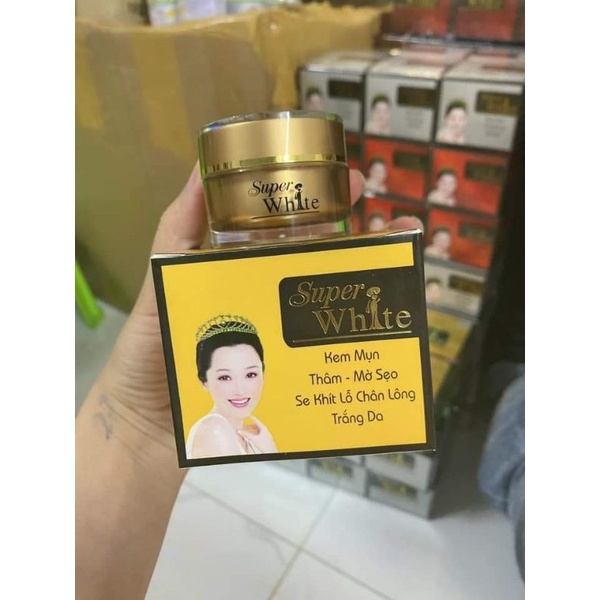 Super
White
Super
White
Kem Mụn
Thâm - Mờ Sẹo
Se Khít Lỗ Chân Lông
Trắng Da